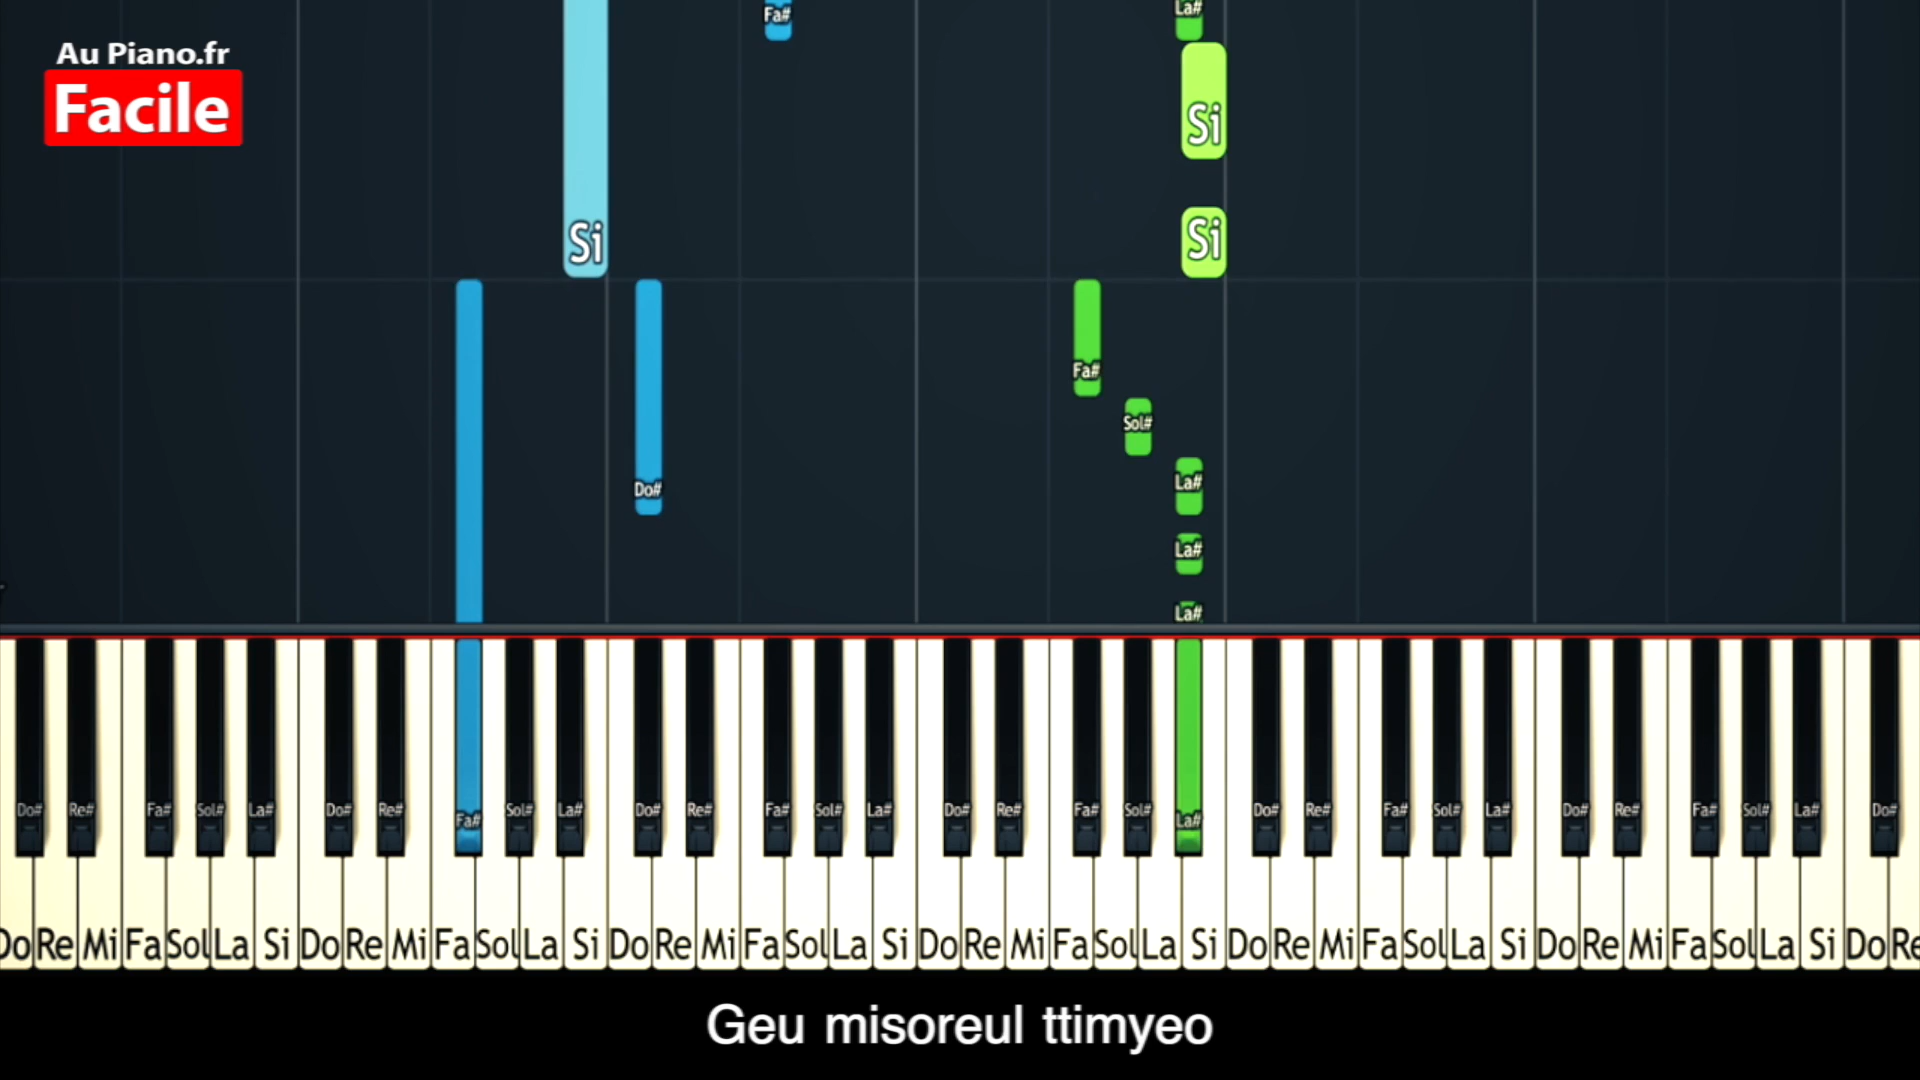 Au Piano.fr
Facile
Fa#
La#
Si
Si
Si
Fa#
Sol#
La#
Do#
La#
La#
Do# Re# Fa# Sol# La# Do# Re# Fa# Sol# La# Do# Re# Fa# Sol# La# Do# Re# Fa# Sol# La# Do# Re# Fa# Sol# La# Do# Re# Fa# Sol# La# Do#
Do Re Mi Fa Sol La Si Do Re Mi Fa Sol La Si Do Re Mi Fa Sol La Si Do Re Mi Fa Sol La Si Do Re Mi Fa Sol La Si Do Re Mi Fa Sol La Si Do Re
Geu misoreul ttimyeo